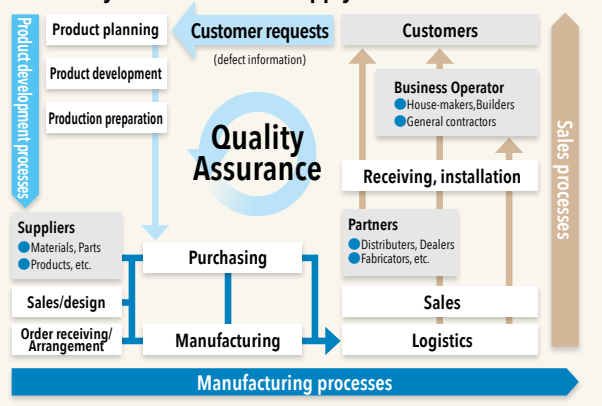 Product planning
Customer requests
(defect information)
Customers
Product development
Production preparation
Product development processes
Business Operator
House-makers,Builders
General contractors
Quality
Assurance
Receiving, installation
Sales processes
Suppliers
Materials, Parts
Products, etc.
Partners
Distributers, Dealers
Fabricators, etc.
Purchasing
Sales/design
Sales
Order receiving/
Arrangement
Manufacturing
Logistics
Manufacturing processes